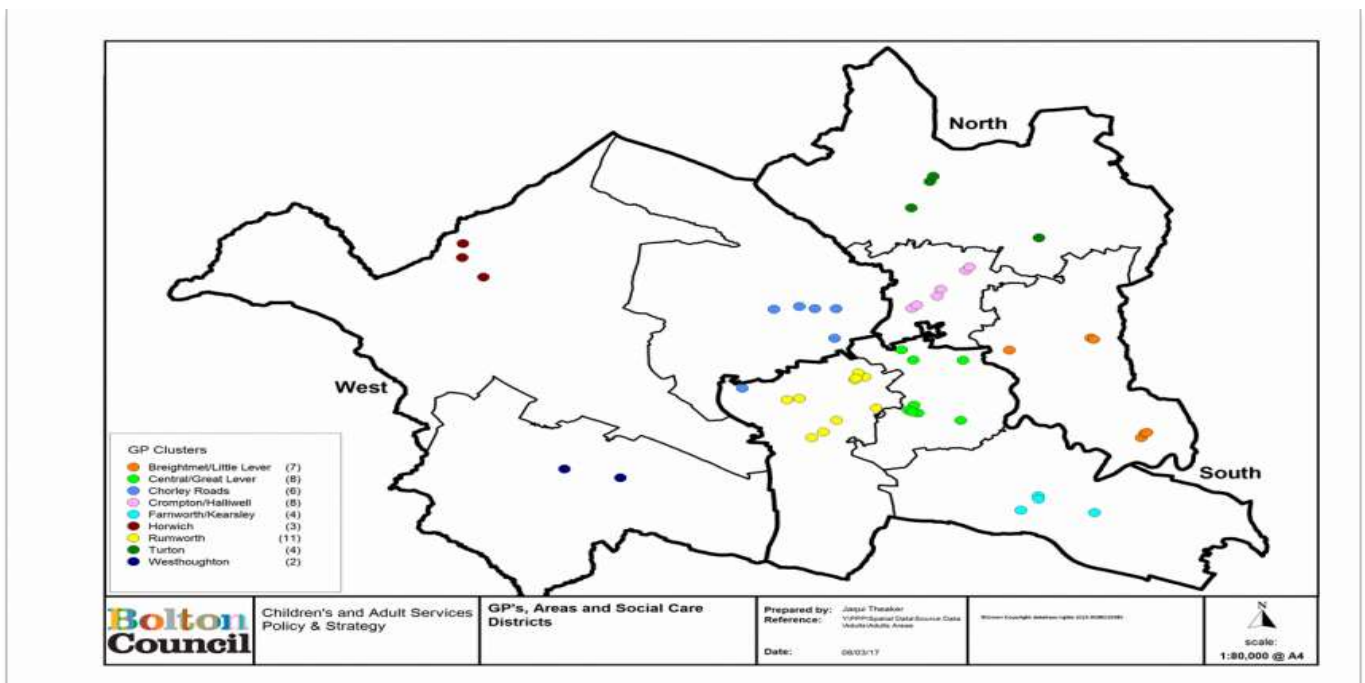 North
West
South
GP Clusters
Breightmet/Little Lever (7)
Central/Great Lever (8)
Chorley Roads (6)
Crompton/Halliwell (8)
Farnworth/Kearsley (4)
Horwich (3)
Rumworth (11)
Turton (4)
Westhoughton (2)
Bolton
Council
Children's and Adult Services
Policy & Strategy
GP's, Areas and Social Care
Districts
Prepared by: Jaqui Theaker
Reference:
Date: 06/03/17
N
scale:
1:80,000 @ A4